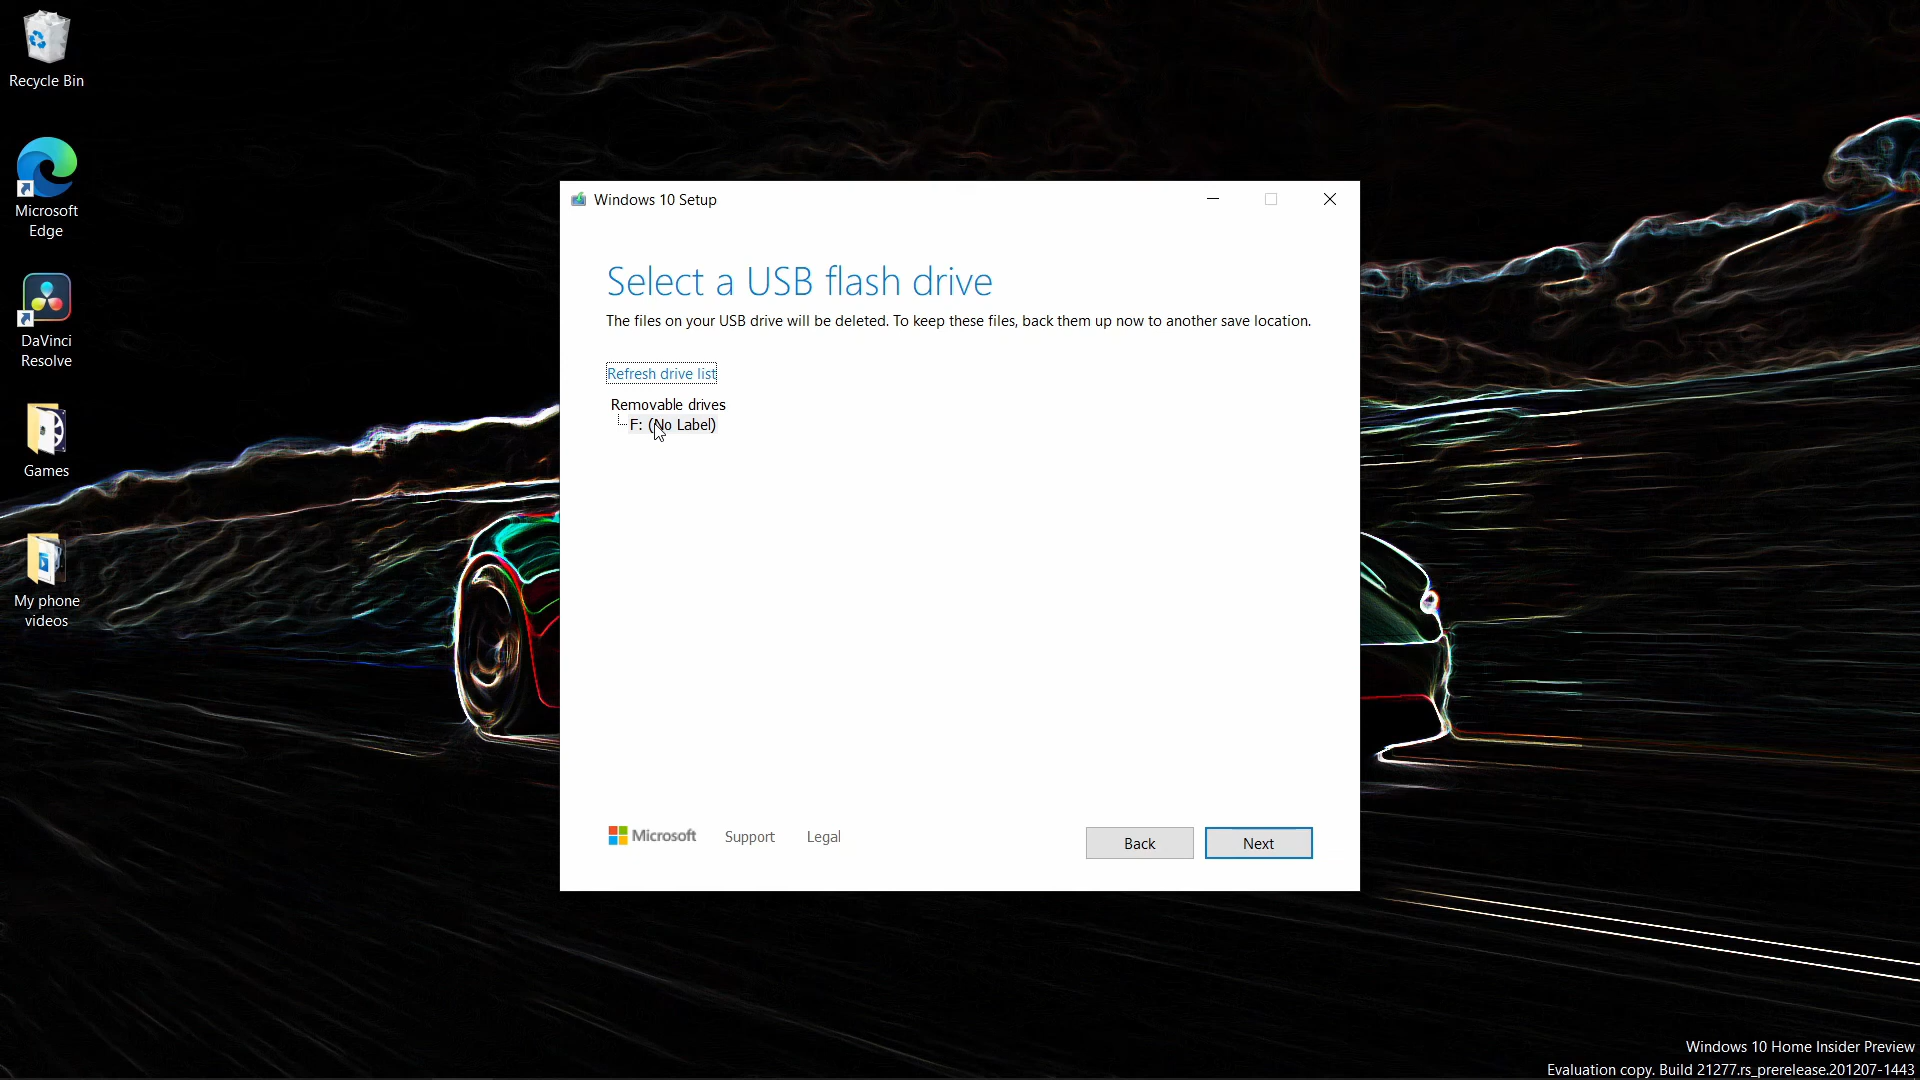 Recycle Bin
Microsoft
Edge
DaVinci
Resolve
Games
My phone
videos
Windows 10 Setup
Select a USB flash drive
The files on your USB drive will be deleted. To keep these files, back them up now to another save location.
Refresh drive list
Removable drives
F: (No Label)
Microsoft
Support
Legal
Back
Next
Windows 10 Home Insider Preview
Evaluation copy. Build 21277.rs_prerelease.201207-1443